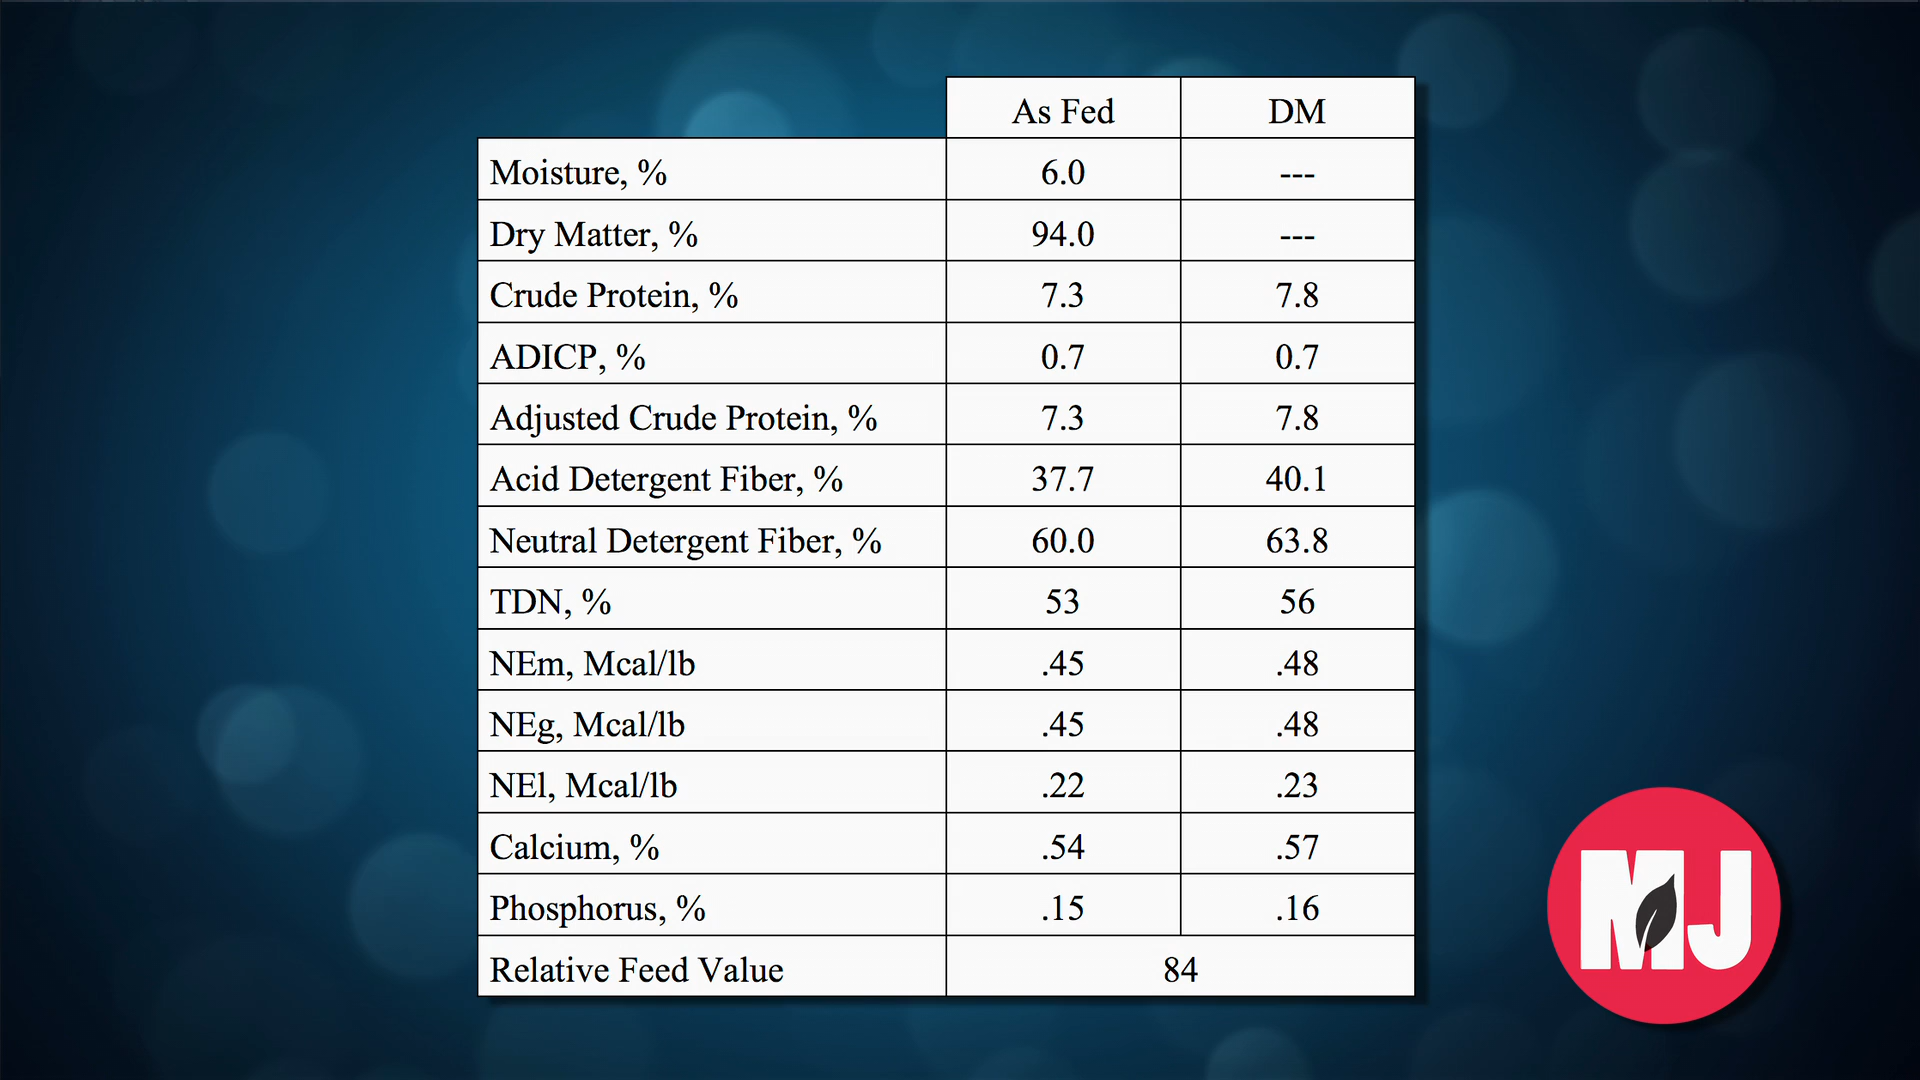 As Fed DM
Moisture, % 6.0 ---
Dry Matter, % 94.0 ---
Crude Protein, % 7.3 7.8
ADICP, % 0.7 0.7
Adjusted Crude Protein, % 7.3 7.8
Acid Detergent Fiber, % 37.7 40.1
Neutral Detergent Fiber, % 60.0 63.8
TDN, % 53 56
NEm, Mcal/lb .45 .48
NEg, Mcal/lb .45 .48
NEl, Mcal/lb .22 .23
Calcium, % .54 .57
Phosphorus, % .15 .16
Relative Feed Value 84
MJ